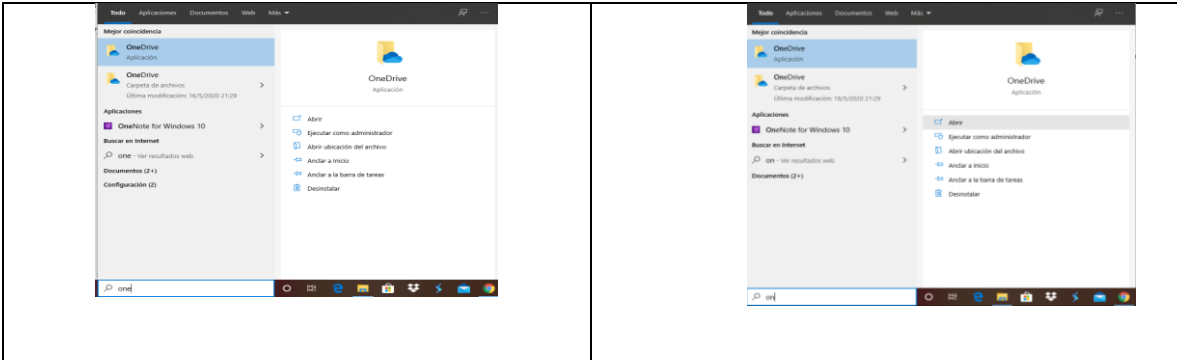 Todo Aplicaciones Documentos Web Más
Mejor coincidencia
OneDrive
Aplicación
OneDrive
Carpeta de archivos
Última modificación: 16/5/2020 21:29
Aplicaciones
OneNote for Windows 10
Buscar en Internet
one - Ver resultados web
Documentos (2+)
Configuración (2)
OneDrive
Aplicación
Abrir
Ejecutar como administrador
Abrir ubicación del archivo
Anclar a Inicio
Anclar a la barra de tareas
Desinstalar
one
Todo Aplicaciones Documentos Web Más
Mejor coincidencia
OneDrive
Aplicación
OneDrive
Carpeta de archivos
Última modificación: 16/5/2020 21:29
Aplicaciones
OneNote for Windows 10
Buscar en Internet
on - Ver resultados web
Documentos (2+)
OneDrive
Aplicación
Abrir
Ejecutar como administrador
Abrir ubicación del archivo
Anclar a Inicio
Anclar a la barra de tareas
Desinstalar
on